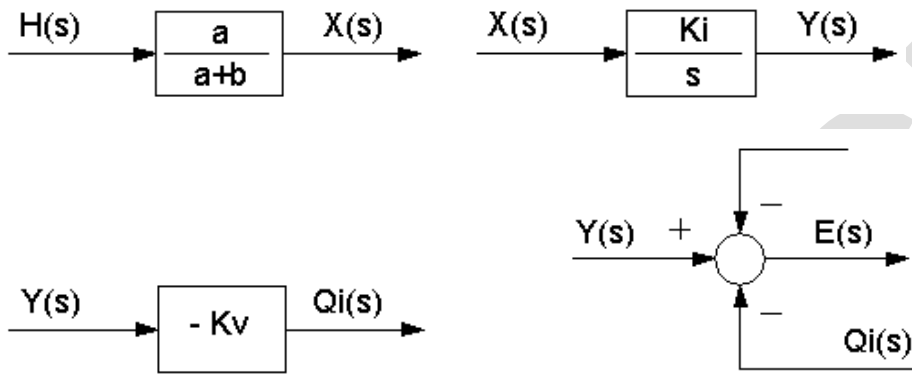 H(s)
a
a+b
X(s)
X(s)
Ki
s
Y(s)
Y(s)
- Kv
Qi(s)
−
Y(s)
+
E(s)
−
Qi(s)